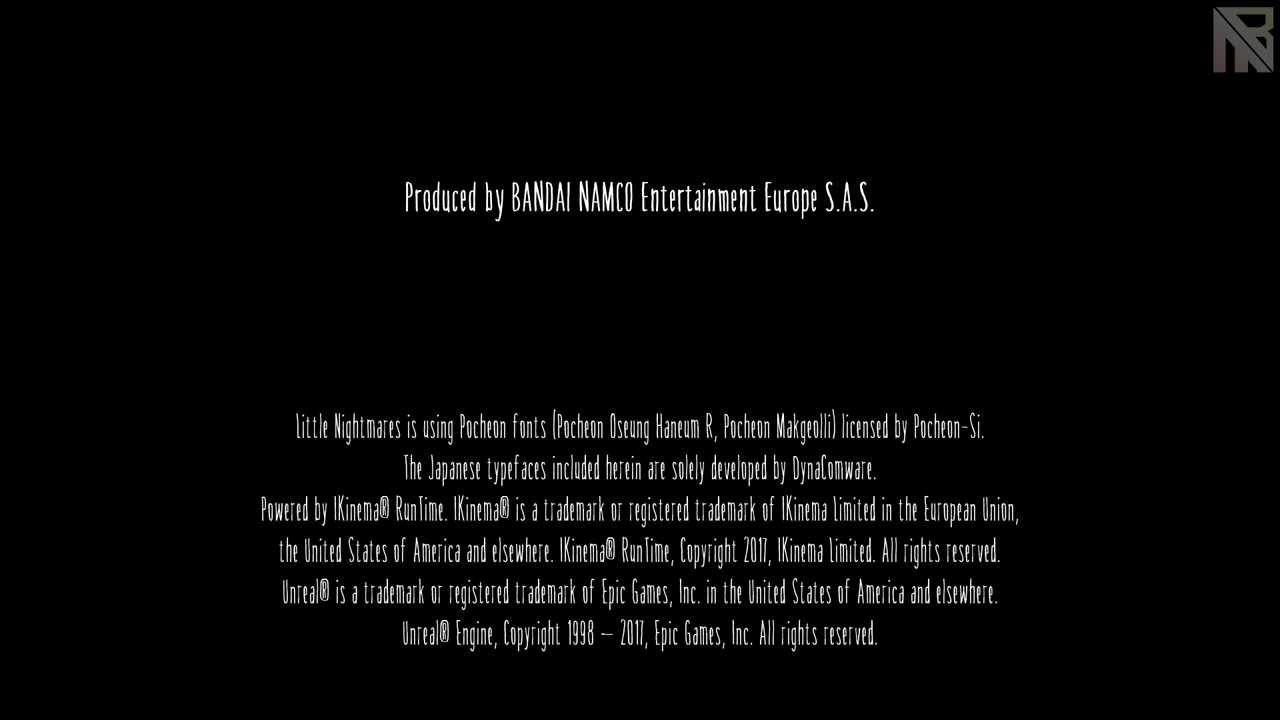 Produced by BANDAI NAMCO Entertainment Europe S.A.S.
Little Nightmares is using Pocheon fonts (Pocheon Oseung Haneum R, Pocheon Makgeolli) licensed by Pocheon-Si.
The Japanese typefaces included herein are solely developed by DynaComware.
Powered by IKinema® RunTime. IKinema® is a trademark or registered trademark of IKinema Limited in the European Union,
the United States of America and elsewhere. IKinema® RunTime, Copyright 2017, IKinema Limited. All rights reserved.
Unreal® is a trademark or registered trademark of Epic Games, Inc. in the United States of America and elsewhere.
Unreal® Engine, Copyright 1998 – 2017, Epic Games, Inc. All rights reserved.